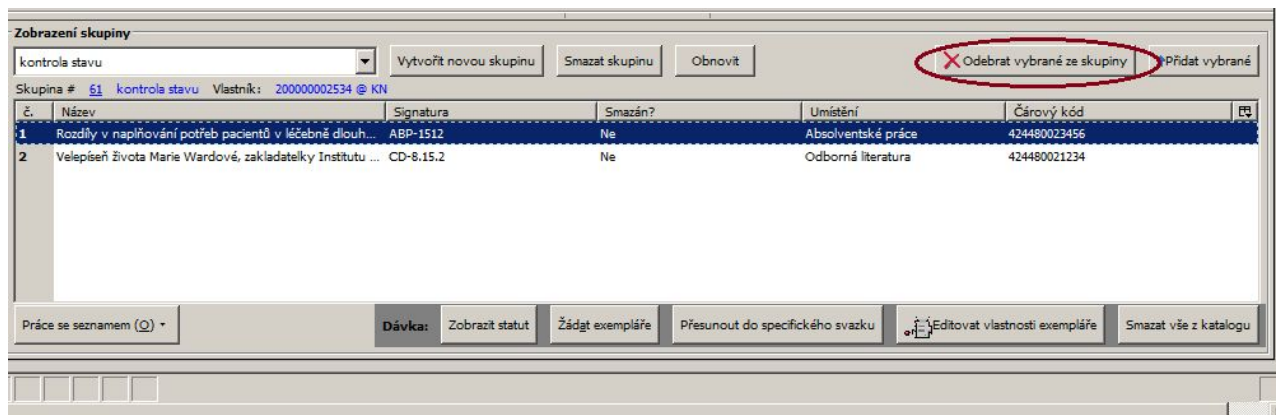 Zobrazení skupiny
kontrola stavu Vytvořit novou skupinu Smazat skupinu Obnovit Odebrat vybrané ze skupiny Přidat vybrané
Skupina # 61 kontrola stavu Vlastník: 200000002534 @ KN
č. Název Signatura Smazán? Umístění Čárový kód
1 Rozdíly v naplňování potřeb pacientů v léčebně dlouh... ABP-1512 Ne Absolventské práce 424480023456
2 Velepíseň života Marie Wardové, zakladatelky Institutu ... CD-8.15.2 Ne Odborná literatura 424480021234
Práce se seznamem (O) Dávka: Zobrazit statut Žádat exempláře Přesunout do specifického svazku Editovat vlastnosti exempláře Smazat vše z katalogu